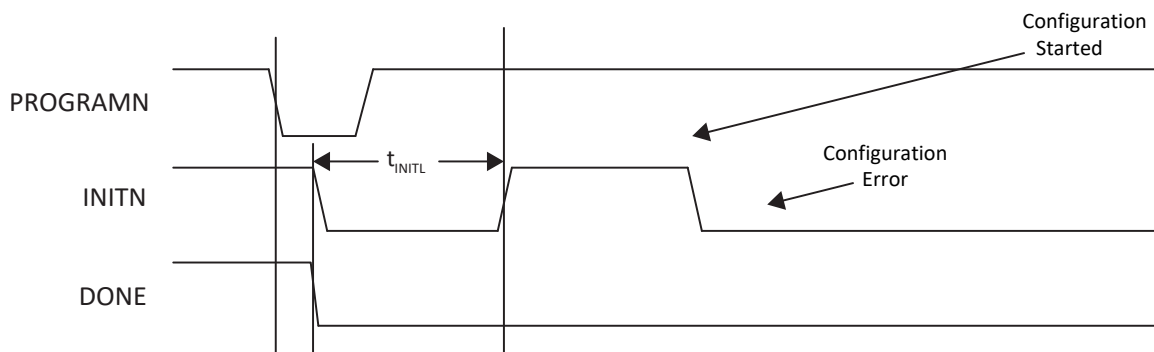 Configuration
Started
PROGRAMN
tINITL
Configuration
Error
INITN
DONE